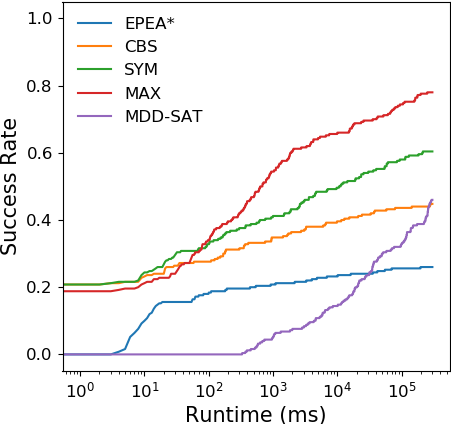 EPEA*
CBS
SYM
MAX
MDD-SAT
Success Rate
1.0
0.8
0.6
0.4
0.2
0.0
10⁰ 10¹ 10² 10³ 10⁴ 10⁵
Runtime (ms)